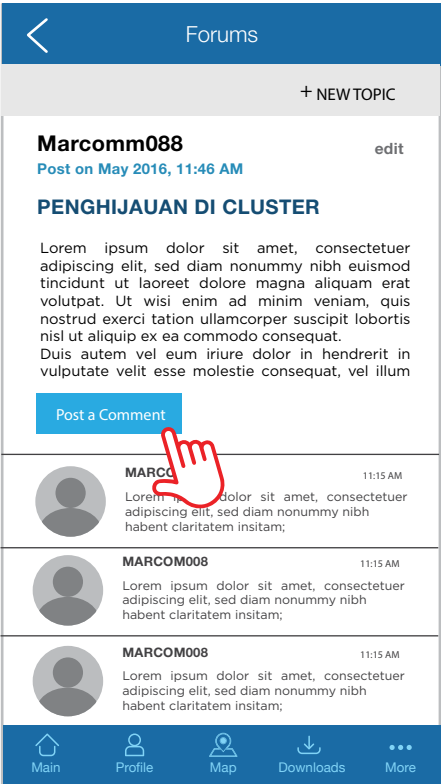 Forums
+ NEW TOPIC
Marcomm088
edit
Post on May 2016, 11:46 AM
PENGHIJAUAN DI CLUSTER
Lorem ipsum dolor sit amet, consectetuer
adipiscing elit, sed diam nonummy nibh euismod
tincidunt ut laoreet dolore magna aliquam erat
volutpat. Ut wisi enim ad minim veniam, quis
nostrud exerci tation ullamcorper suscipit lobortis
nisl ut aliquip ex ea commodo consequat.
Duis autem vel eum iriure dolor in hendrerit in
vulputate velit esse molestie consequat, vel illum
Post a Comment
11:15 AM
Lorem dolor sit amet, consectetuer
adipiscing elit, sed diam nonummy nibh
habent claritatem insitam;
MARCOM008
11:15 AM
Lorem ipsum dolor sit amet, consectetuer
adipiscing elit, sed diam nonummy nibh
habent claritatem insitam;
MARCOM008
11:15 AM
Lorem ipsum dolor sit amet, consectetuer
adipiscing elit, sed diam nonummy nibh
habent claritatem insitam;
Main
Profile
Map
Downloads
More